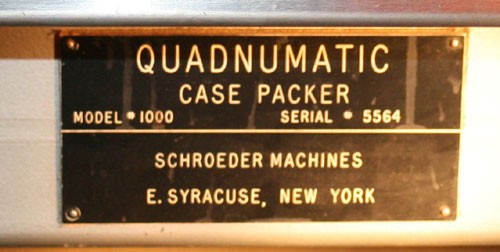 QUADNUMATIC
CASE PACKER
MODEL # 1000 SERIAL # 5564
SCHROEDER MACHINES
E. SYRACUSE, NEW YORK